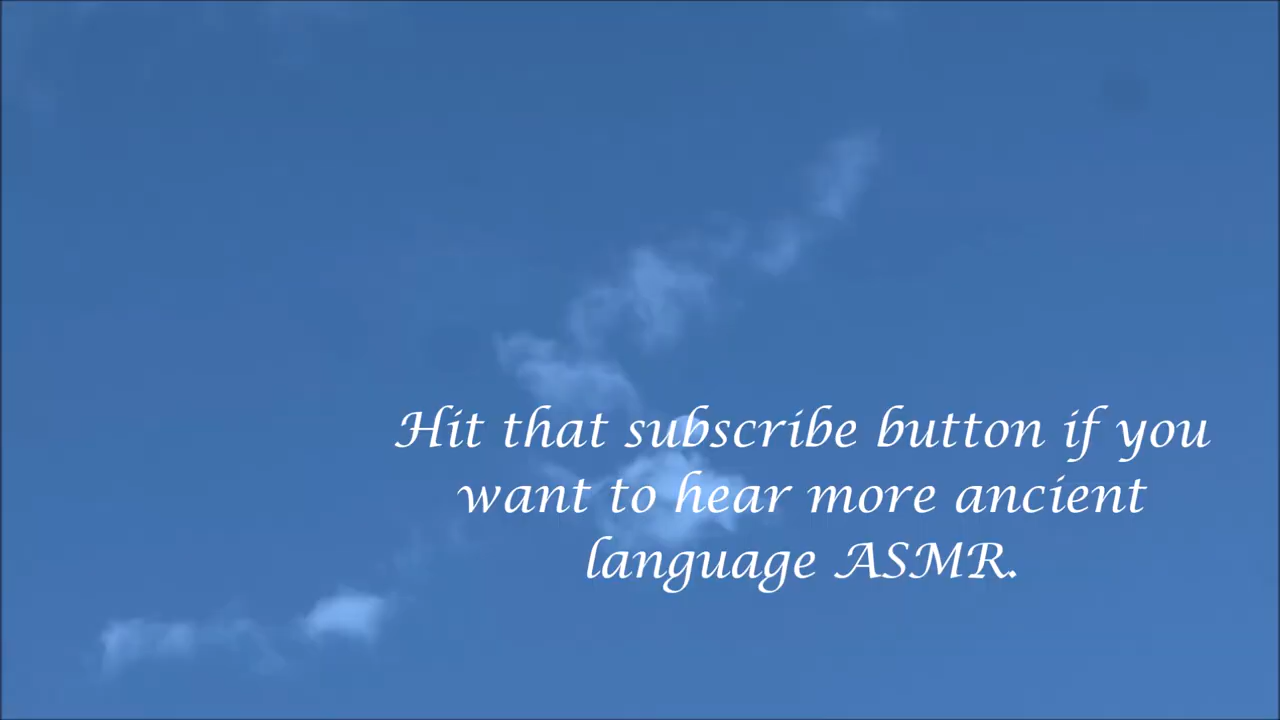 Hit that subscribe button if you
want to hear more ancient
language ASMR.